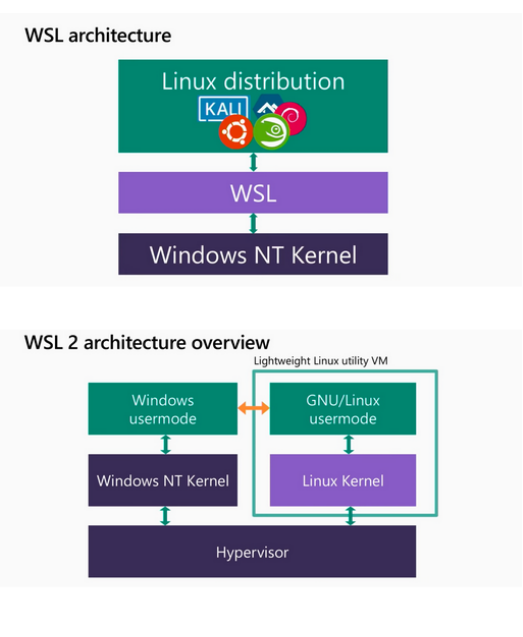 WSL architecture
Linux distribution
KALI
WSL
Windows NT Kernel
WSL 2 architecture overview
Lightweight Linux utility VM
Windows
usermode
GNU/Linux
usermode
Windows NT Kernel
Linux Kernel
Hypervisor